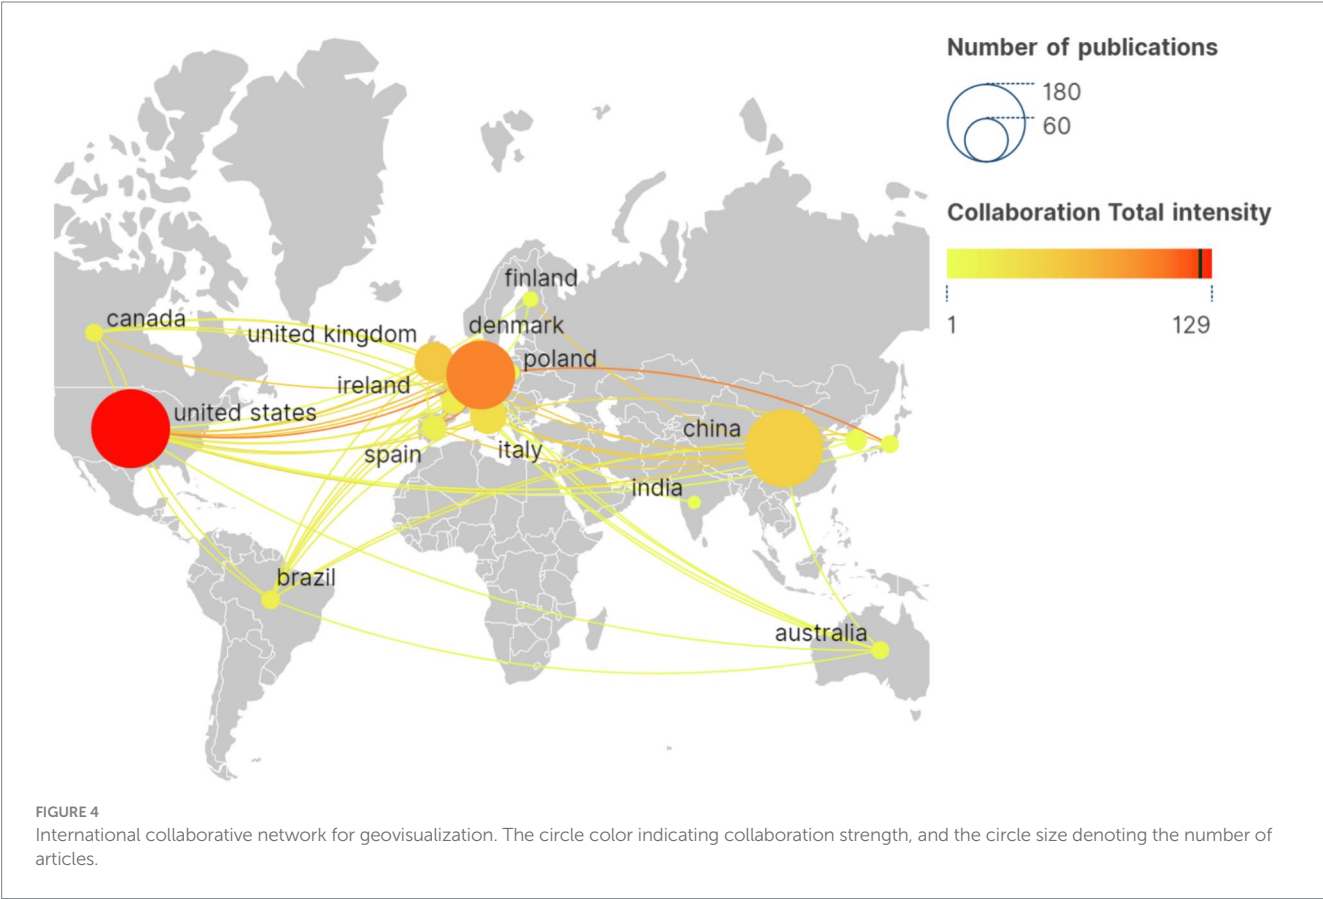 Number of publications
180
60
Collaboration Total intensity
1
129
finland
canada
denmark
united kingdom
poland
ireland
united states
china
spain
italy
india
brazil
australia
FIGURE 4
International collaborative network for geovisualization. The circle color indicating collaboration strength, and the circle size denoting the number of
articles.